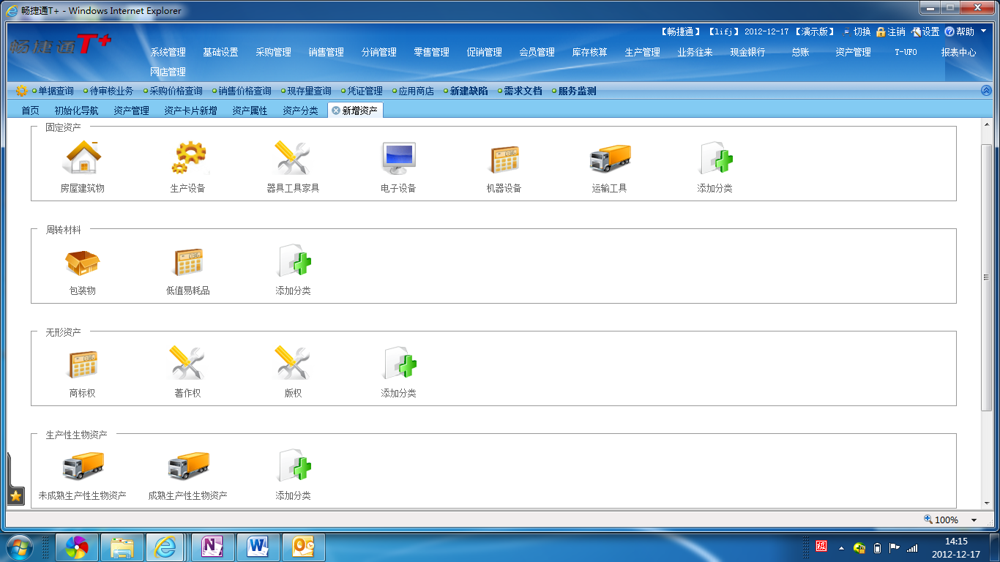 畅捷通T+ - Windows Internet Explorer
畅捷通T+
【畅捷通】 【lifj】 2012-12-17 【演示版】 切换 注销 设置 帮助
系统管理 基础设置 采购管理 销售管理 分销管理 零售管理 促销管理 会员管理 库存核算 生产管理 业务往来 现金银行 总账 资产管理 T-UFO 报表中心
网店管理
单据查询 待审核业务 采购价格查询 销售价格查询 现存量查询 凭证管理 应用商店 新建缺陷 需求文档 服务监测
首页 初始化导航 资产管理 资产卡片新增 资产属性 资产分类 新增资产
固定资产
房屋建筑物 生产设备 器具工具家具 电子设备 机器设备 运输工具 添加分类
周转材料
包装物 低值易耗品 添加分类
无形资产
商标权 著作权 版权 添加分类
生产性生物资产
未成熟生产性生物资产 成熟生产性生物资产 添加分类
100%
14:15
2012-12-17